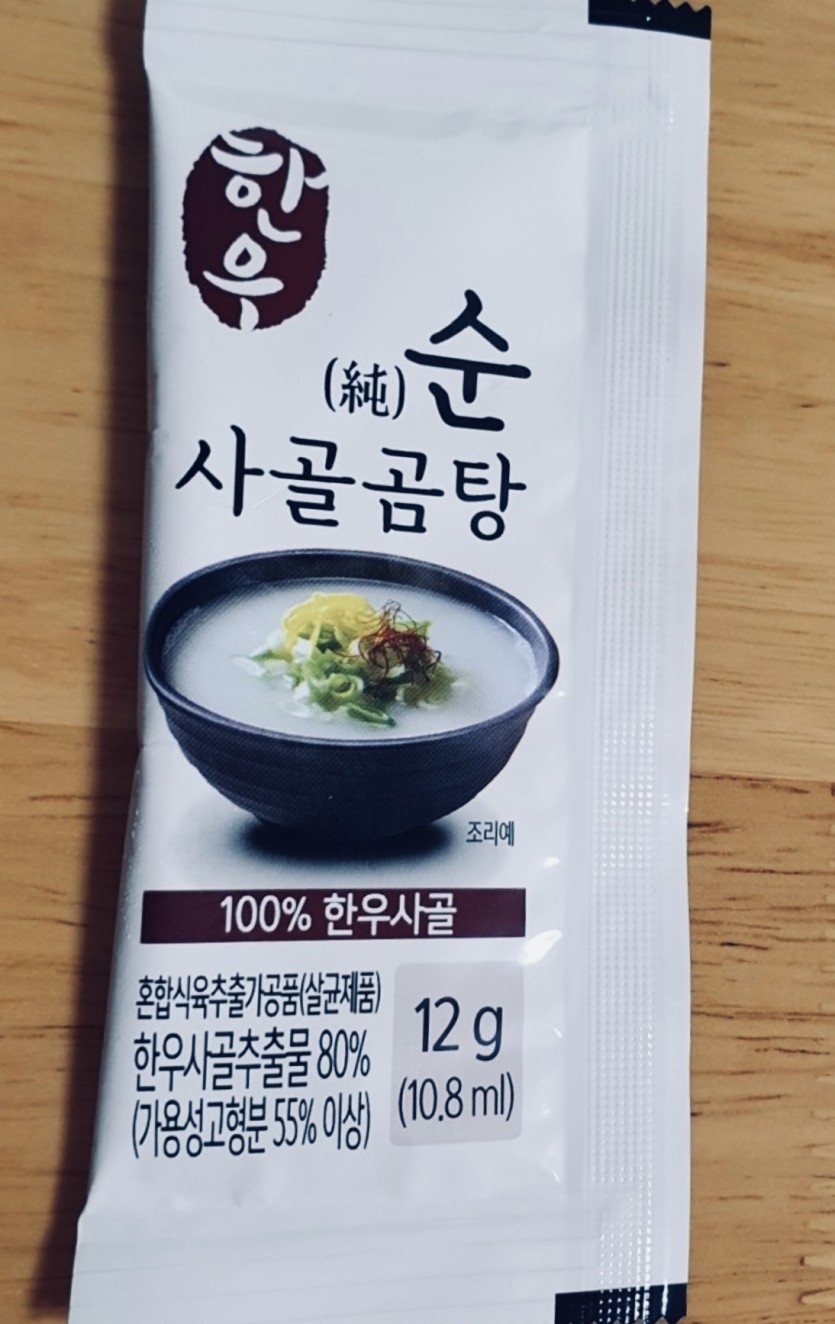 한우
(純)순
사골곰탕
조리예
100% 한우사골
혼합식육추출가공품(살균제품)
한우사골추출물 80%
(가용성고형분 55% 이상)
12 g
(10.8 ml)